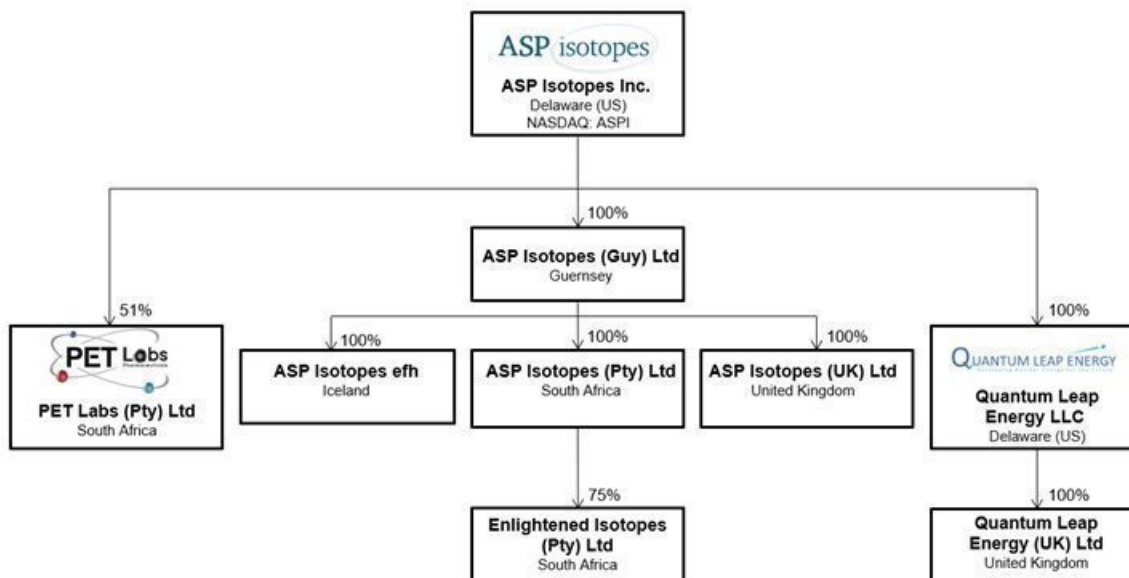 ASP isotopes
ASP Isotopes Inc.
Delaware (US)
NASDAQ: ASPI
100%
ASP Isotopes (Guy) Ltd
Guernsey
51%
PET Labs
Pharmaceuticals
PET Labs (Pty) Ltd
South Africa
100%
ASP Isotopes efh
Iceland
100%
ASP Isotopes (Pty) Ltd
South Africa
100%
ASP Isotopes (UK) Ltd
United Kingdom
100%
QUANTUM LEAP ENERGY
Quantum Leap
Energy LLC
Delaware (US)
75%
Enlightened Isotopes
(Pty) Ltd
South Africa
100%
Quantum Leap
Energy (UK) Ltd
United Kingdom